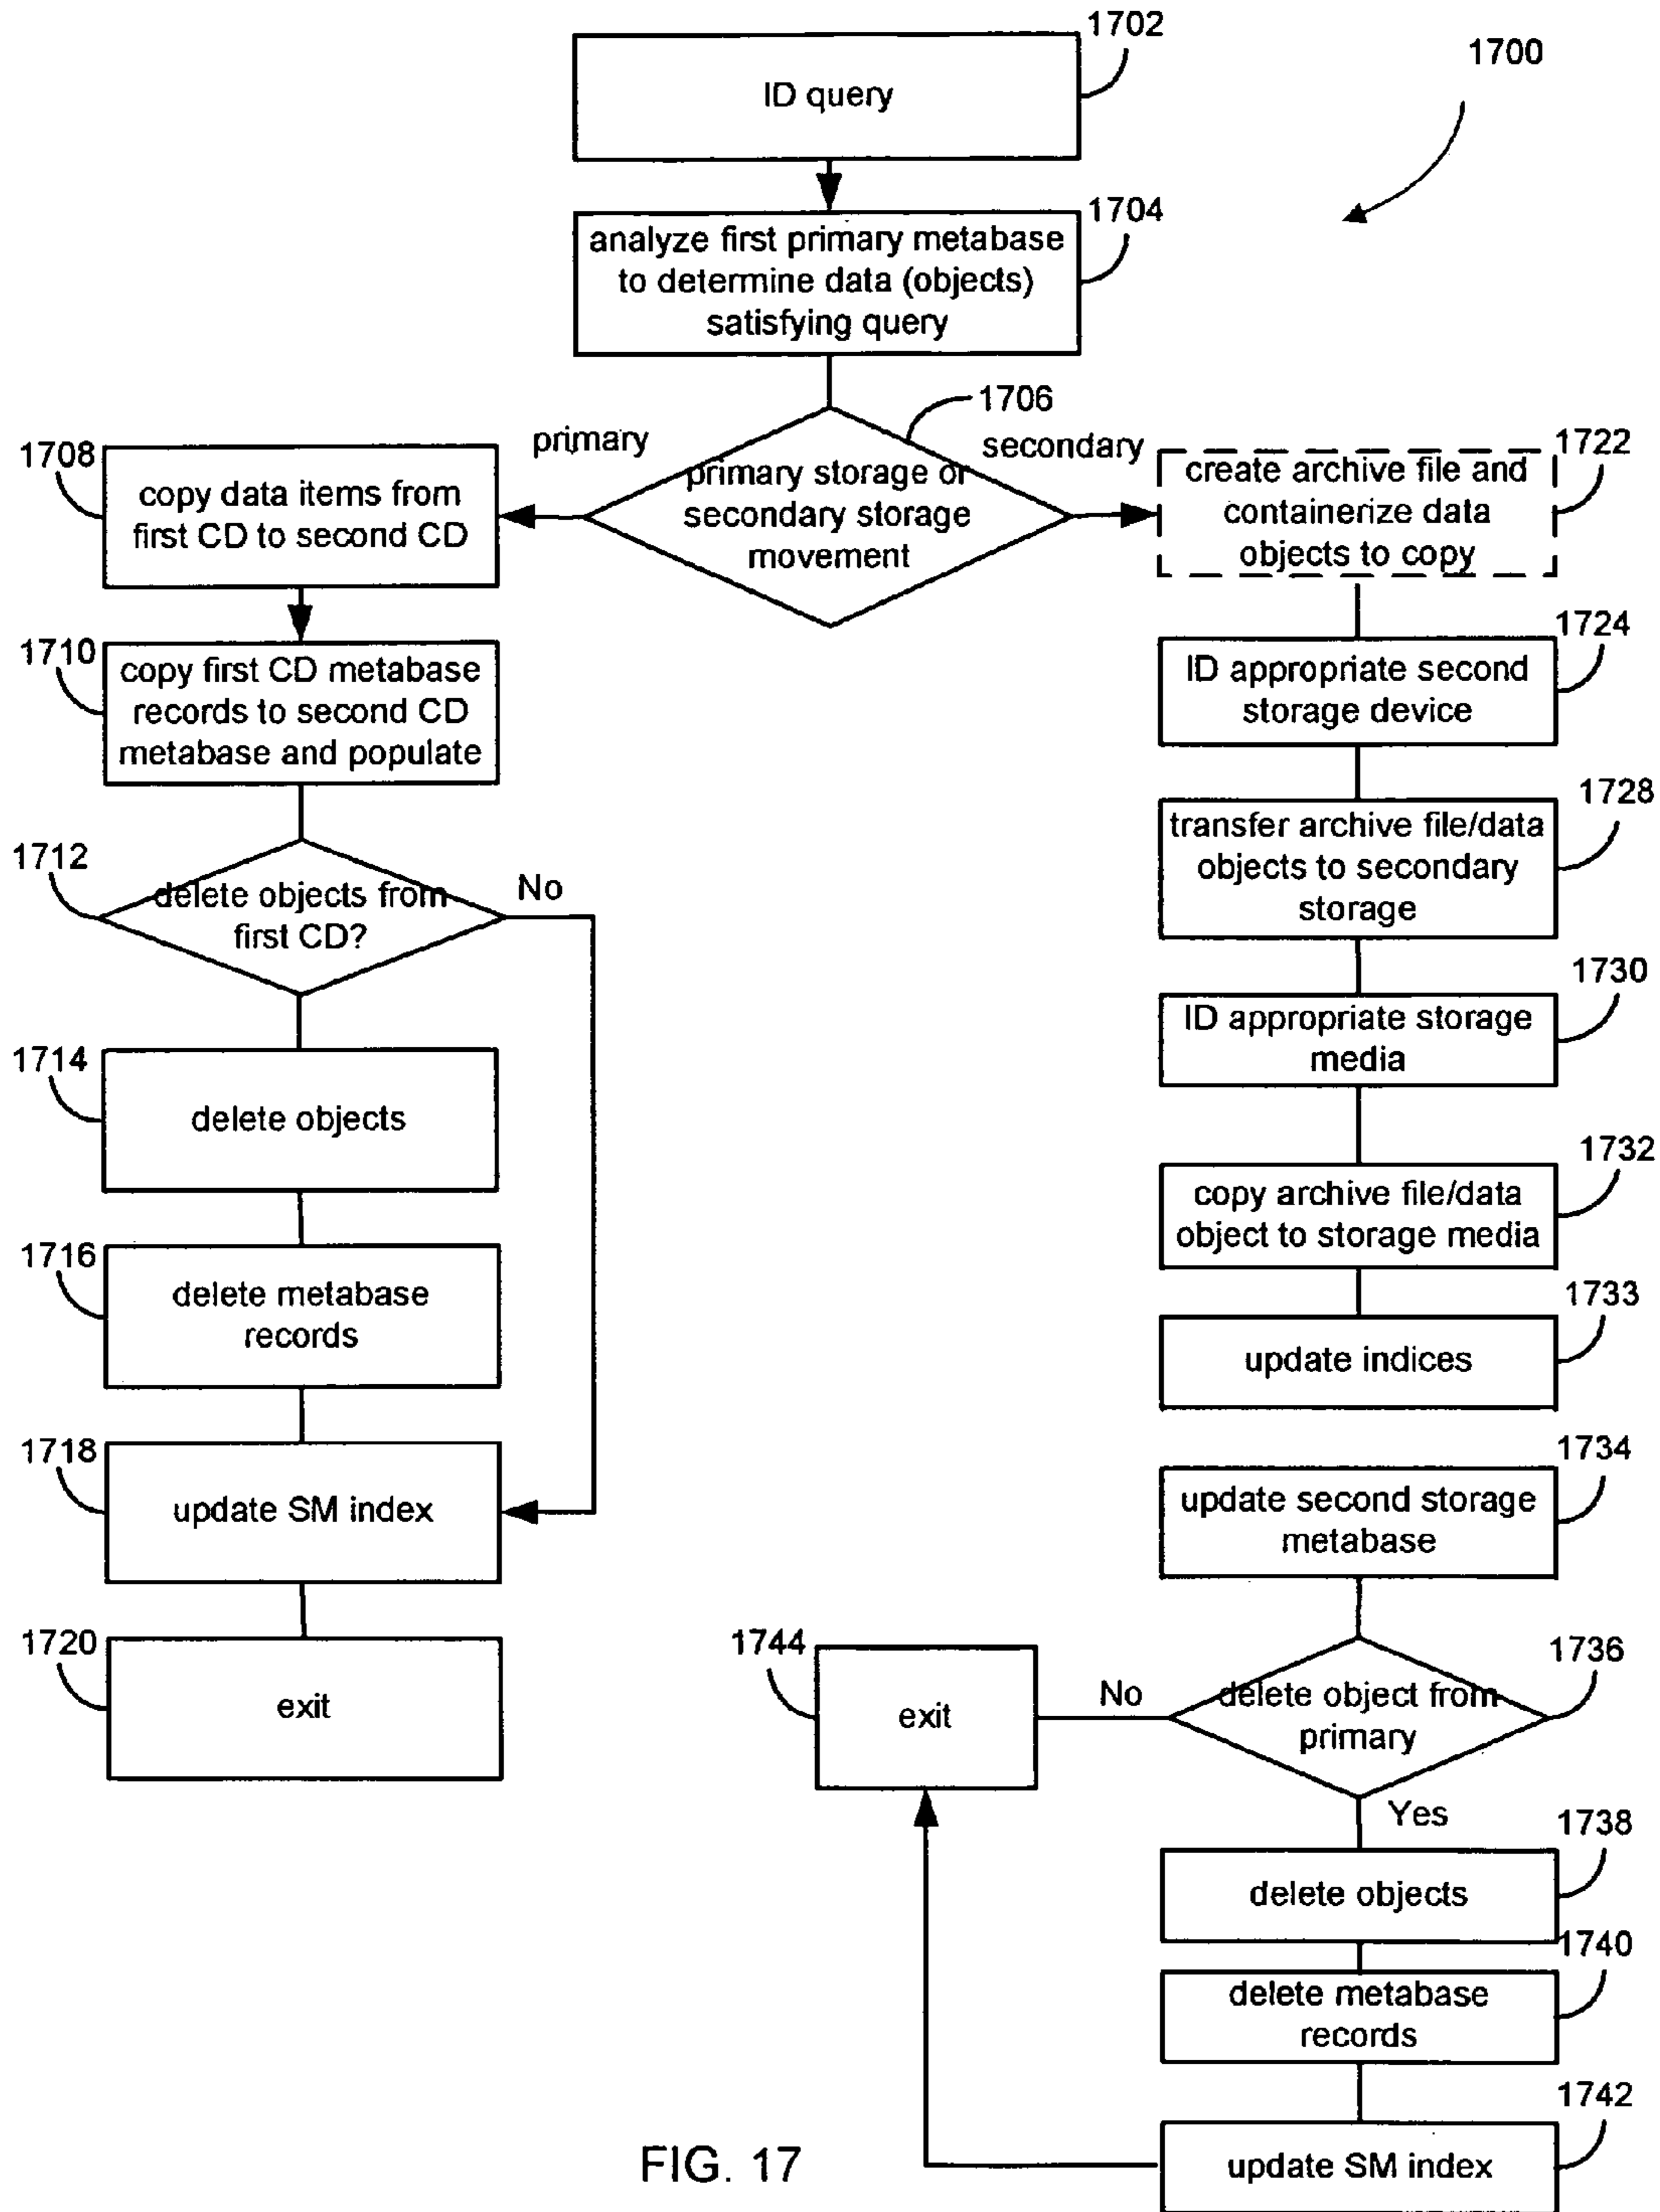 1702
1700
ID query
1704
analyze first primary metabase
to determine data (objects)
satisfying query
1706
primary
secondary
primary storage or
secondary storage
movement
1708
copy data items from
first CD to second CD
1710
copy first CD metabase
records to second CD
metabase and populate
1712
delete objects from
first CD?
No
1714
delete objects
1716
delete metabase
records
1718
update SM index
1720
exit
1722
create archive file and
containerize data
objects to copy
1724
ID appropriate second
storage device
1728
transfer archive file/data
objects to secondary
storage
1730
ID appropriate storage
media
1732
copy archive file/data
object to storage media
1733
update indices
1734
update second storage
metabase
1736
delete object from
primary
No
1744
exit
Yes
1738
delete objects
1740
delete metabase
records
1742
update SM index
FIG. 17